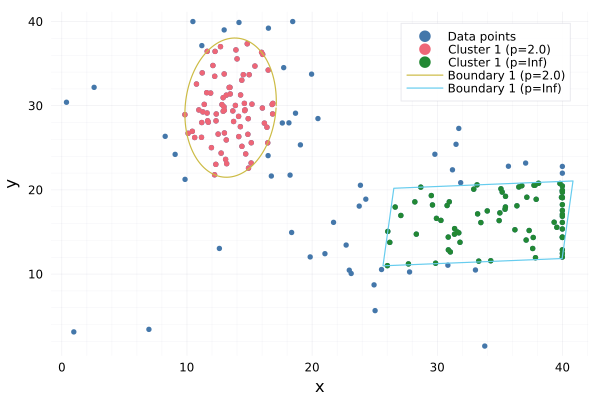 40
30
20
10
y
0
10
20
30
40
x
Data points
Cluster 1 (p=2.0)
Cluster 1 (p=Inf)
Boundary 1 (p=2.0)
Boundary 1 (p=Inf)